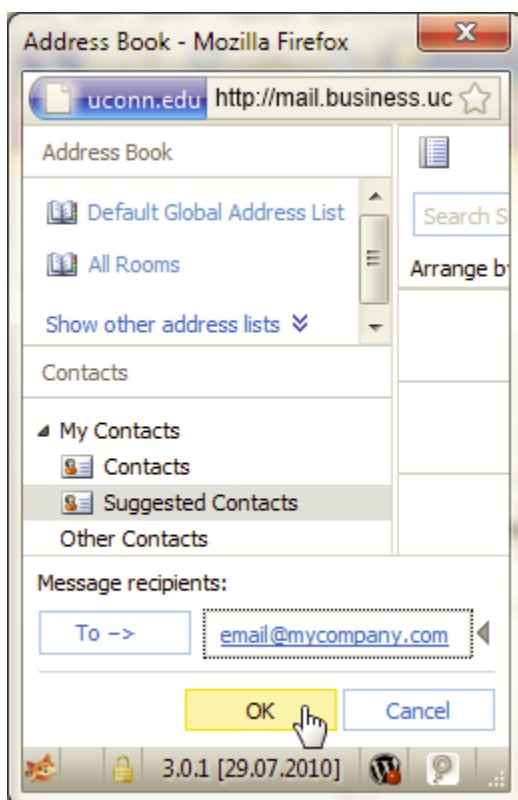 Address Book - Mozilla Firefox
uconn.edu http://mail.business.uc
Address Book
Default Global Address List
Search S
All Rooms
Arrange by
Show other address lists
Contacts
My Contacts
Contacts
Suggested Contacts
Other Contacts
Message recipients:
To -> email@mycompany.com
OK Cancel
3.0.1 [29.07.2010]